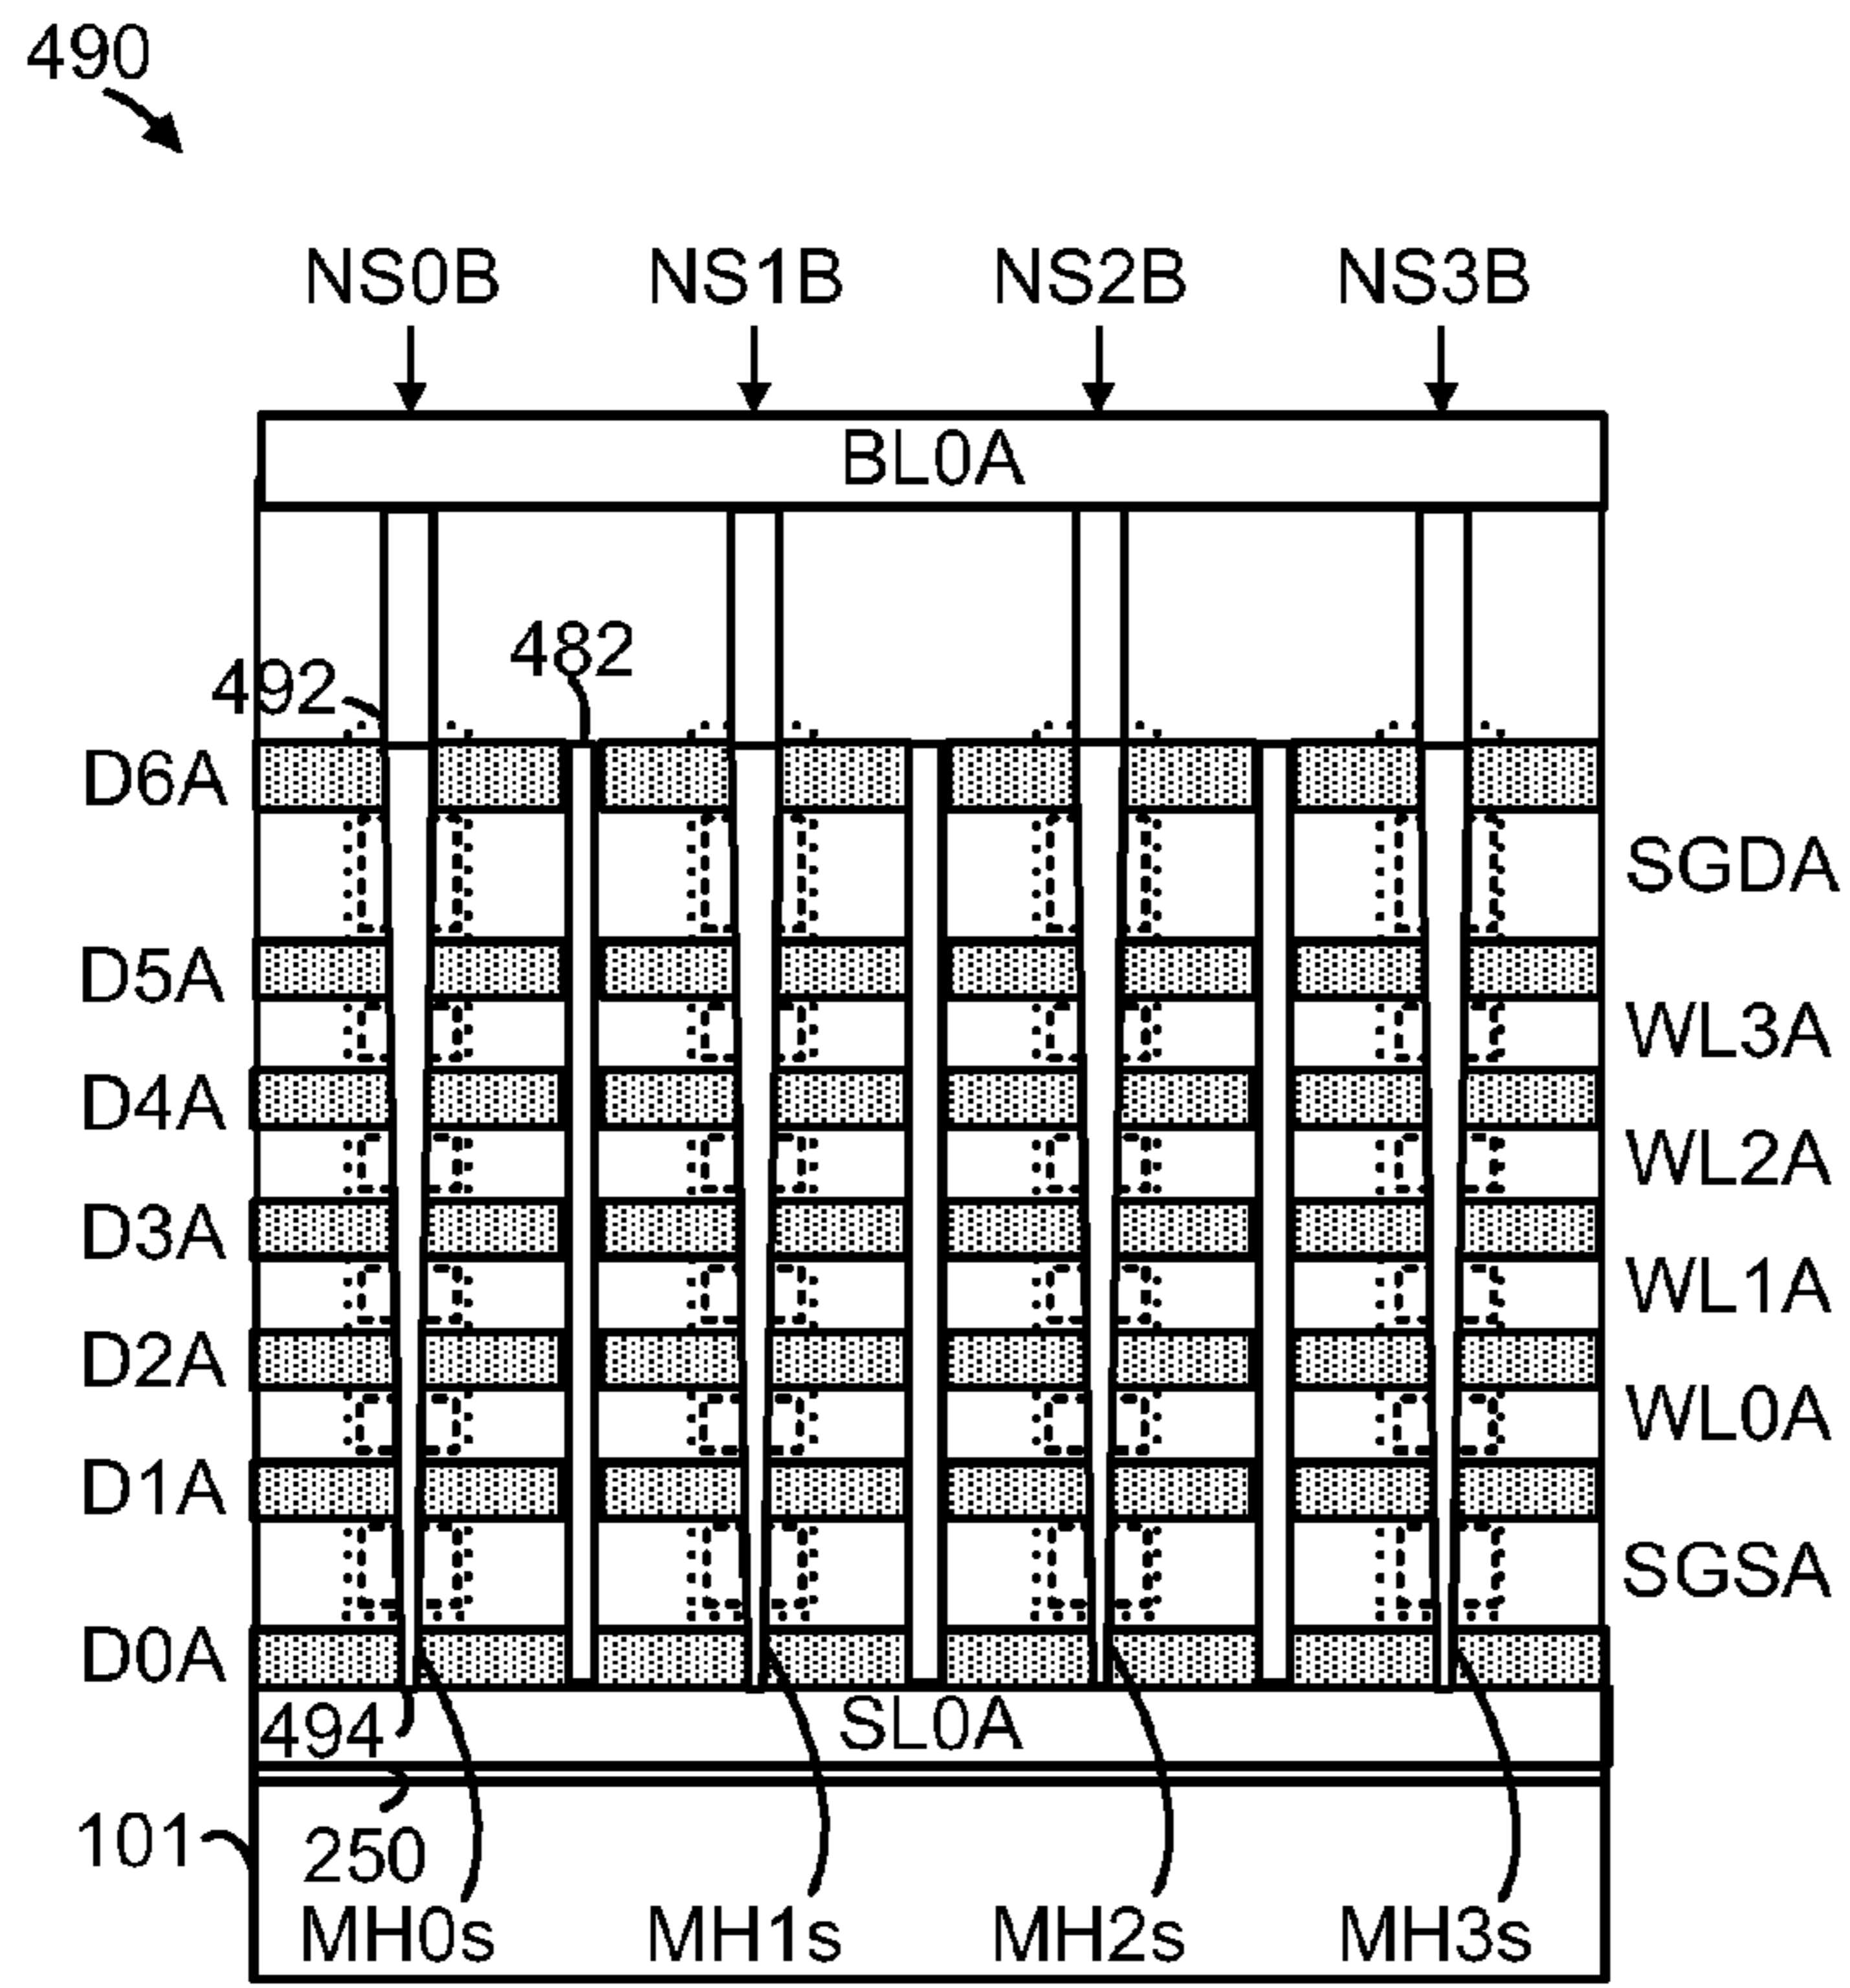 490
NS0B NS1B NS2B NS3B
BL0A
482
492
D6A
SGDA
D5A
WL3A
D4A
WL2A
D3A
WL1A
D2A
WL0A
D1A
SGSA
D0A
494 SL0A
101 250
MH0s MH1s MH2s MH3s